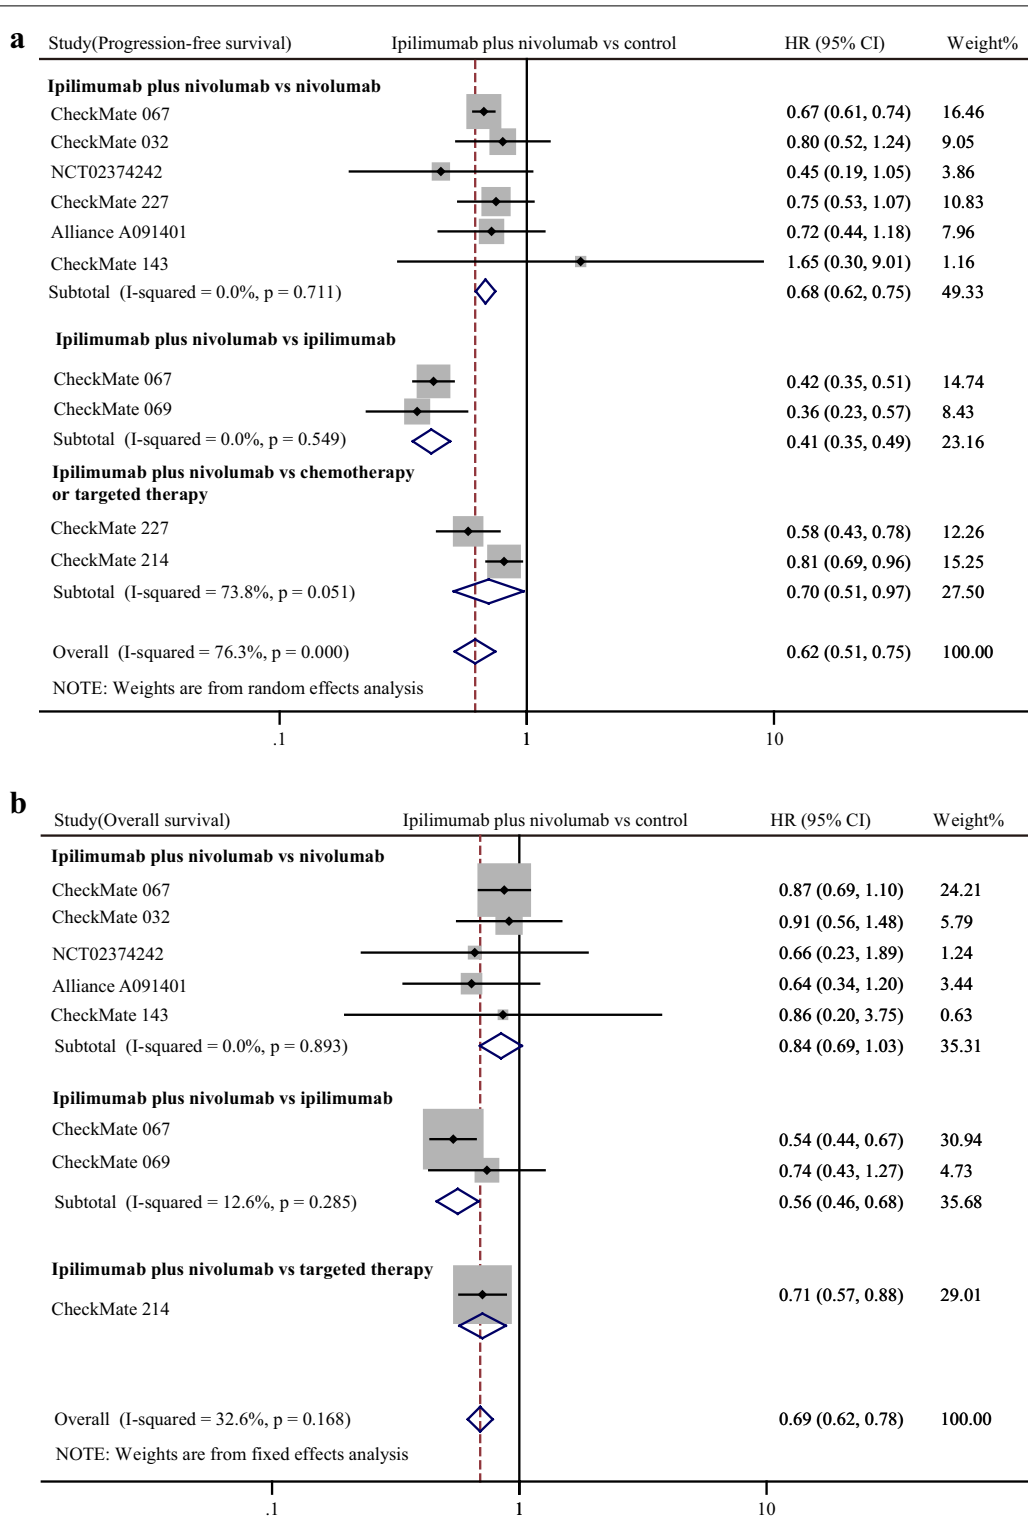 a
Study(Progression-free survival) Ipilimumab plus nivolumab vs control HR (95% CI) Weight%
Ipilimumab plus nivolumab vs nivolumab
CheckMate 067 0.67 (0.61, 0.74) 16.46
CheckMate 032 0.80 (0.52, 1.24) 9.05
NCT02374242 0.45 (0.19, 1.05) 3.86
CheckMate 227 0.75 (0.53, 1.07) 10.83
Alliance A091401 0.72 (0.44, 1.18) 7.96
CheckMate 143 1.65 (0.30, 9.01) 1.16
Subtotal (I-squared = 0.0%, p = 0.711) 0.68 (0.62, 0.75) 49.33
Ipilimumab plus nivolumab vs ipilimumab
CheckMate 067 0.42 (0.35, 0.51) 14.74
CheckMate 069 0.36 (0.23, 0.57) 8.43
Subtotal (I-squared = 0.0%, p = 0.549) 0.41 (0.35, 0.49) 23.16
Ipilimumab plus nivolumab vs chemotherapy
or targeted therapy
CheckMate 227 0.58 (0.43, 0.78) 12.26
CheckMate 214 0.81 (0.69, 0.96) 15.25
Subtotal (I-squared = 73.8%, p = 0.051) 0.70 (0.51, 0.97) 27.50
Overall (I-squared = 76.3%, p = 0.000) 0.62 (0.51, 0.75) 100.00
NOTE: Weights are from random effects analysis
.1 1 10
b
Study(Overall survival) Ipilimumab plus nivolumab vs control HR (95% CI) Weight%
Ipilimumab plus nivolumab vs nivolumab
CheckMate 067 0.87 (0.69, 1.10) 24.21
CheckMate 032 0.91 (0.56, 1.48) 5.79
NCT02374242 0.66 (0.23, 1.89) 1.24
Alliance A091401 0.64 (0.34, 1.20) 3.44
CheckMate 143 0.86 (0.20, 3.75) 0.63
Subtotal (I-squared = 0.0%, p = 0.893) 0.84 (0.69, 1.03) 35.31
Ipilimumab plus nivolumab vs ipilimumab
CheckMate 067 0.54 (0.44, 0.67) 30.94
CheckMate 069 0.74 (0.43, 1.27) 4.73
Subtotal (I-squared = 12.6%, p = 0.285) 0.56 (0.46, 0.68) 35.68
Ipilimumab plus nivolumab vs targeted therapy
CheckMate 214 0.71 (0.57, 0.88) 29.01
Overall (I-squared = 32.6%, p = 0.168) 0.69 (0.62, 0.78) 100.00
NOTE: Weights are from fixed effects analysis
.1 1 10